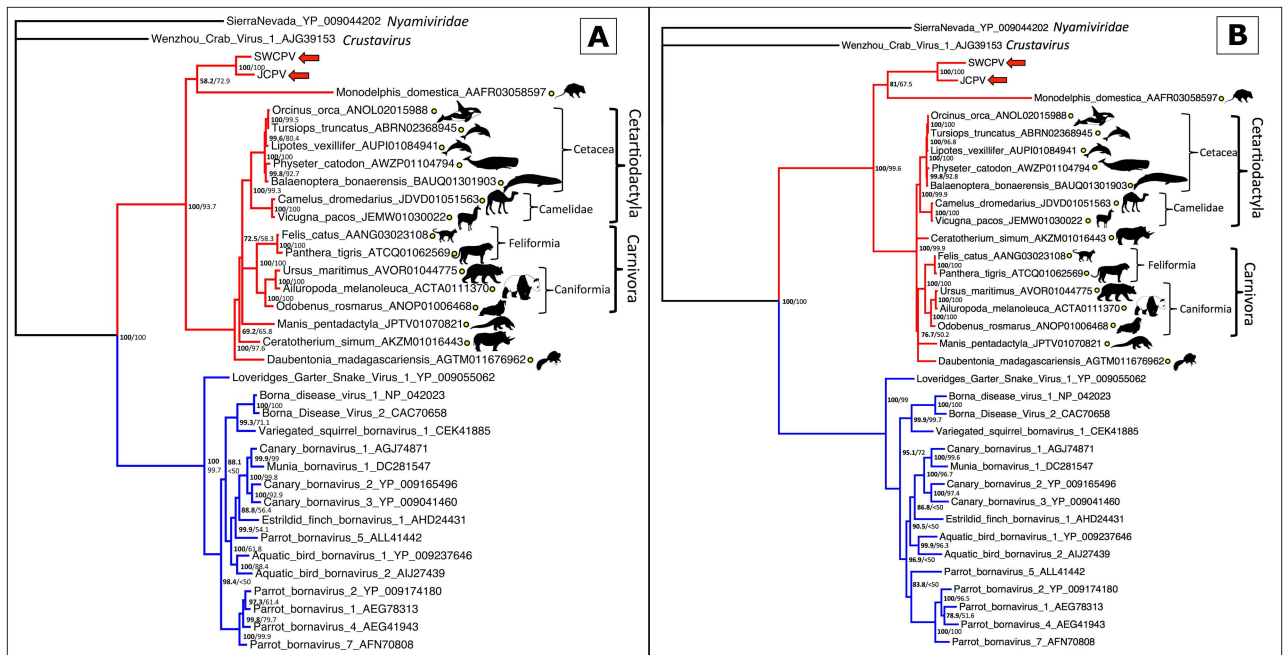 A
SierraNevada_YP_009044202 Nyamiviridae
Wenzhou_Crab_Virus_1_AJG39153 Crustavirus
SWCPV
100/100
JCPV
58.2/72.9
Monodelphis_domestica_AAFR03058597
Orcinus_orca_ANOL02015988
100/99.5
Tursiops_truncatus_ABRN02368945
99.6/80.4
Lipotes_vexillifer_AUPI01084941
100/100
Physeter_catodon_AWZP01104794
99.8/92.7
Balaenoptera_bonaerensis_BAUQ01301903
100/99.3
Camelus_dromedarius_JDVD01051563
100/100
Vicugna_pacos_JEMW01030022
100/93.7
Felis_catus_AANG03023108
72.5/58.3
100/100
Panthera_tigris_ATCQ01062569
Ursus_maritimus_AVOR01044775
100/100
100/100
Ailuropoda_melanoleuca_ACTA0111370
100/100
Odobenus_rosmarus_ANOP01006468
Manis_pentadactyla_JPTV01070821
69.2/65.8
Ceratotherium_simum_AKZM01016443
100/97.6
Daubentonia_madagascariensis_AGTM011676962
Cetacea
Camelidae
Cetartiodactyla
Feliformia
Caniformia
Carnivora
100/100
Loveridges_Garter_Snake_Virus_1_YP_009055062
Borna_disease_virus_1_NP_042023
100/100
Borna_Disease_Virus_2_CAC70658
99.3/71.1
Variegated_squirrel_bornavirus_1_CEK41885
Canary_bornavirus_1_AGJ74871
99.9/99
Munia_bornavirus_1_DC281547
100
99.7
88.1
<50
100/99.8
Canary_bornavirus_2_YP_009165496
100/92.9
Canary_bornavirus_3_YP_009041460
88.8/56.4
Estrildid_finch_bornavirus_1_AHD24431
99.9/54.1
Parrot_bornavirus_5_ALL41442
100/61.8
Aquatic_bird_bornavirus_1_YP_009237646
100/88.4
Aquatic_bird_bornavirus_2_AIJ27439
98.4/<50
Parrot_bornavirus_2_YP_009174180
97.3/61.4
Parrot_bornavirus_1_AEG78313
99.8/79.7
Parrot_bornavirus_4_AEG41943
100/99.9
Parrot_bornavirus_7_AFN70808
B
SierraNevada_YP_009044202 Nyamiviridae
Wenzhou_Crab_Virus_1_AJG39153 Crustavirus
SWCPV
100/100
JCPV
81/67.5
Monodelphis_domestica_AAFR03058597
Orcinus_orca_ANOL02015988
100/100
Tursiops_truncatus_ABRN02368945
100/96.8
Lipotes_vexillifer_AUPI01084941
100/100
Physeter_catodon_AWZP01104794
99.8/92.8
Balaenoptera_bonaerensis_BAUQ01301903
100/99.9
Camelus_dromedarius_JDVD01051563
100/100
Vicugna_pacos_JEMW01030022
100/99.6
Ceratotherium_simum_AKZM01016443
100/99.9
Felis_catus_AANG03023108
100/100
Panthera_tigris_ATCQ01062569
Ursus_maritimus_AVOR01044775
100/100
Ailuropoda_melanoleuca_ACTA0111370
100/100
Odobenus_rosmarus_ANOP01006468
76.7/50.2
Manis_pentadactyla_JPTV01070821
Daubentonia_madagascariensis_AGTM011676962
Cetacea
Camelidae
Cetartiodactyla
Feliformia
Caniformia
Carnivora
100/100
Loveridges_Garter_Snake_Virus_1_YP_009055062
100/99
Borna_disease_virus_1_NP_042023
100/100
Borna_Disease_Virus_2_CAC70658
99.9/99.7
Variegated_squirrel_bornavirus_1_CEK41885
Canary_bornavirus_1_AGJ74871
95.1/72
100/99.6
Munia_bornavirus_1_DC281547
100/96.7
Canary_bornavirus_2_YP_009165496
100/97.4
Canary_bornavirus_3_YP_009041460
86.8/<50
Estrildid_finch_bornavirus_1_AHD24431
90.5/<50
Aquatic_bird_bornavirus_1_YP_009237646
99.9/96.3
Aquatic_bird_bornavirus_2_AIJ27439
96.9/<50
Parrot_bornavirus_5_ALL41442
83.8/<50
Parrot_bornavirus_2_YP_009174180
100/96.5
Parrot_bornavirus_1_AEG78313
78.9/51.6
Parrot_bornavirus_4_AEG41943
100/100
Parrot_bornavirus_7_AFN70808